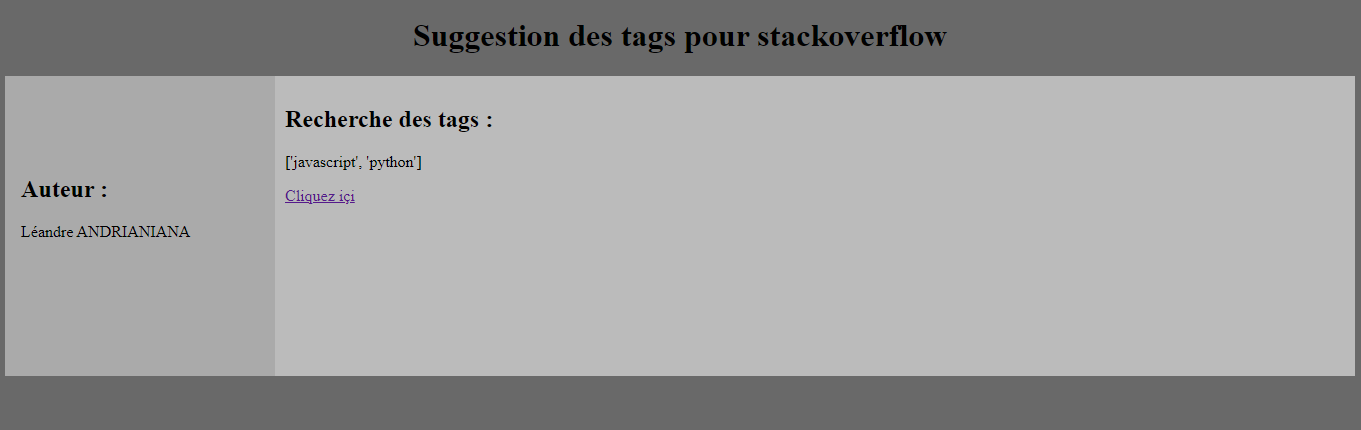 Suggestion des tags pour stackoverflow
Auteur :
Léandre ANDRIANIANA
Recherche des tags :
['javascript', 'python']
Cliquez içi